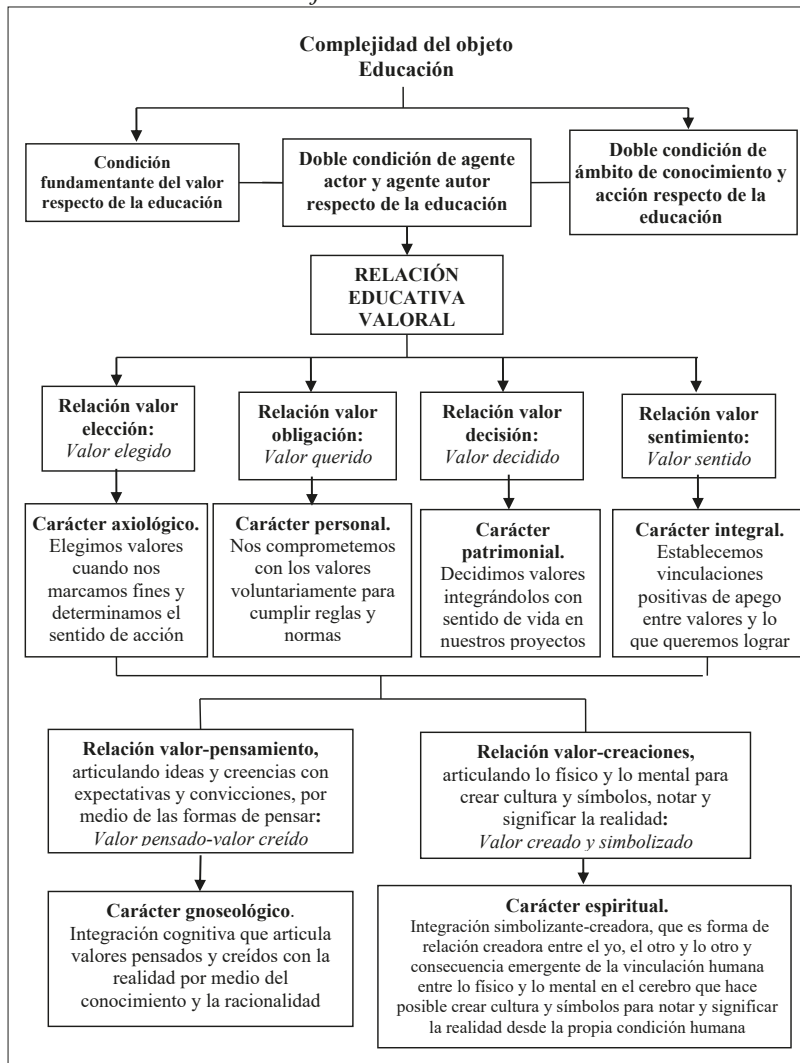 Complejidad del objeto
Educación
Condición
fundamentante del valor
respecto de la educación
Doble condición de agente
actor y agente autor
respecto de la educación
Doble condición de
ámbito de conocimiento y
acción respecto de la
educación
RELACIÓN
EDUCATIVA
VALORAL
Relación valor
elección:
Valor elegido
Relación valor
obligación:
Valor querido
Relación valor
decisión:
Valor decidido
Relación valor
sentimiento:
Valor sentido
Carácter axiológico.
Elegimos valores
cuando nos
marcamos fines y
determinamos el
sentido de acción
Carácter personal.
Nos comprometemos
con los valores
voluntariamente para
cumplir reglas y
normas
Carácter
patrimonial.
Decidimos valores
integrándolos con
sentido de vida en
nuestros proyectos
Carácter integral.
Establecemos
vinculaciones
positivas de apego
entre valores y lo
que queremos lograr
Relación valor-pensamiento,
articulando ideas y creencias con
expectativas y convicciones, por
medio de las formas de pensar:
Valor pensado-valor creído
Relación valor-creaciones,
articulando lo físico y lo mental para
crear cultura y símbolos, notar y
significar la realidad:
Valor creado y simbolizado
Carácter gnoseológico.
Integración cognitiva que articula
valores pensados y creídos con la
realidad por medio del
conocimiento y la racionalidad
Carácter espiritual.
Integración simbolizante-creadora, que es forma de
relación creadora entre el yo, el otro y lo otro y
consecuencia emergente de la vinculación humana
entre lo físico y lo mental en el cerebro que hace
posible crear cultura y símbolos para notar y significar
la realidad desde la propia condición humana